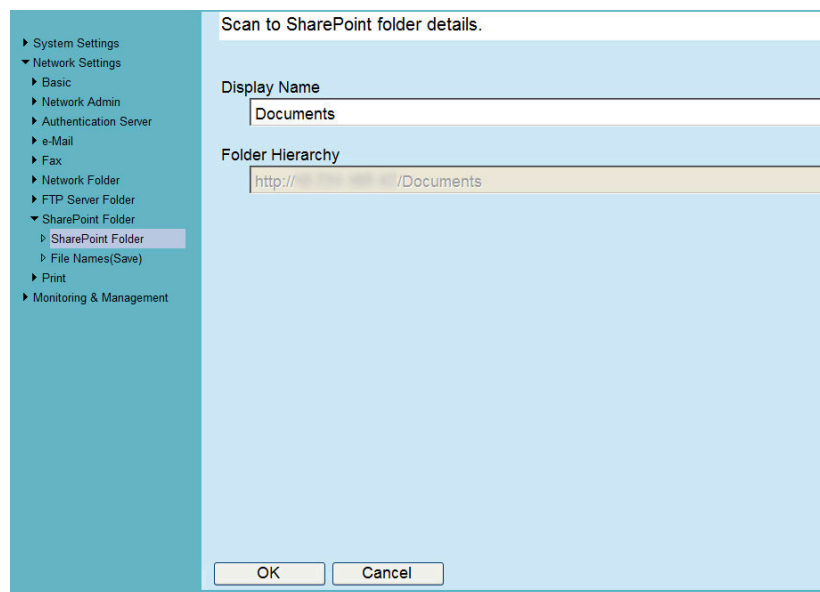 Scan to SharePoint folder details.
System Settings
Network Settings
Basic
Network Admin
Authentication Server
e-Mail
Fax
Network Folder
FTP Server Folder
SharePoint Folder
SharePoint Folder
File Names(Save)
Print
Monitoring & Management
Display Name
Documents
Folder Hierarchy
http:// /Documents
OK Cancel